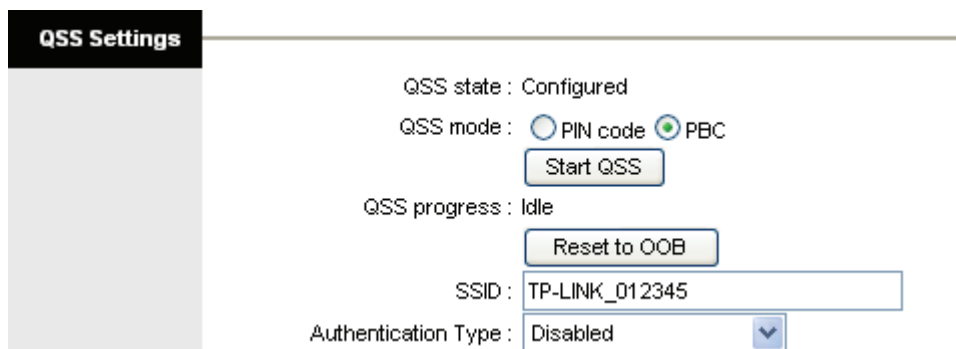 QSS Settings
QSS state : Configured
QSS mode : PIN code PBC
Start QSS
QSS progress : Idle
Reset to OOB
SSID : TP-LINK_012345
Authentication Type : Disabled